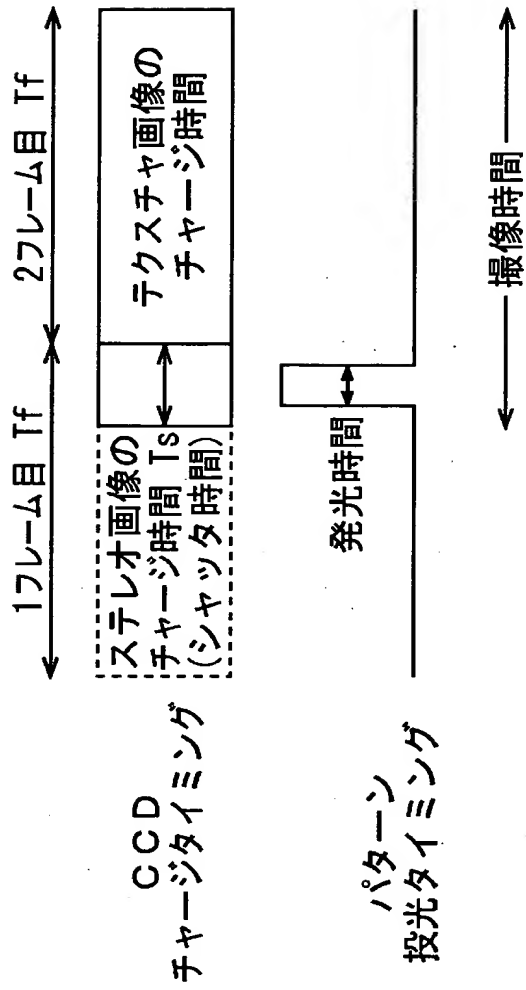 1フレーム目 Tf
2フレーム目 Tf
CCD
チャージタイミング
ステレオ画像の
チャージ時間 Ts
(シャッタ時間)
テクスチャ画像の
チャージ時間
パターン
投光タイミング
発光時間
撮像時間